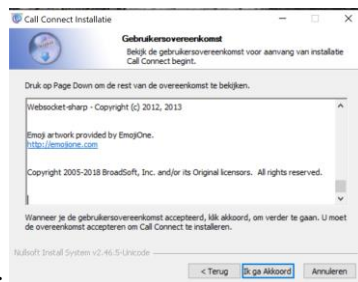 Call Connect Installatie
Gebruikersovereenkomst
Bekijk de gebruikersovereenkomst voor aanvang van installatie
Call Connect begint.
Druk op Page Down om de rest van de overeenkomst te bekijken.
Websocket-sharp - Copyright (c) 2012, 2013
Emoji artwork provided by EmojiOne.
http://emojione.com
Copyright 2005-2018 BroadSoft, Inc. and/or its Original licensors. All rights reserved.
Wanneer je de gebruikersovereenkomst accepteerd, klik akkoord, om verder te gaan. U moet
de overeenkomst accepteren om Call Connect te installeren.
Nullsoft Install System v2.46.5-Unicode
< Terug
Ik ga Akkoord
Annuleren